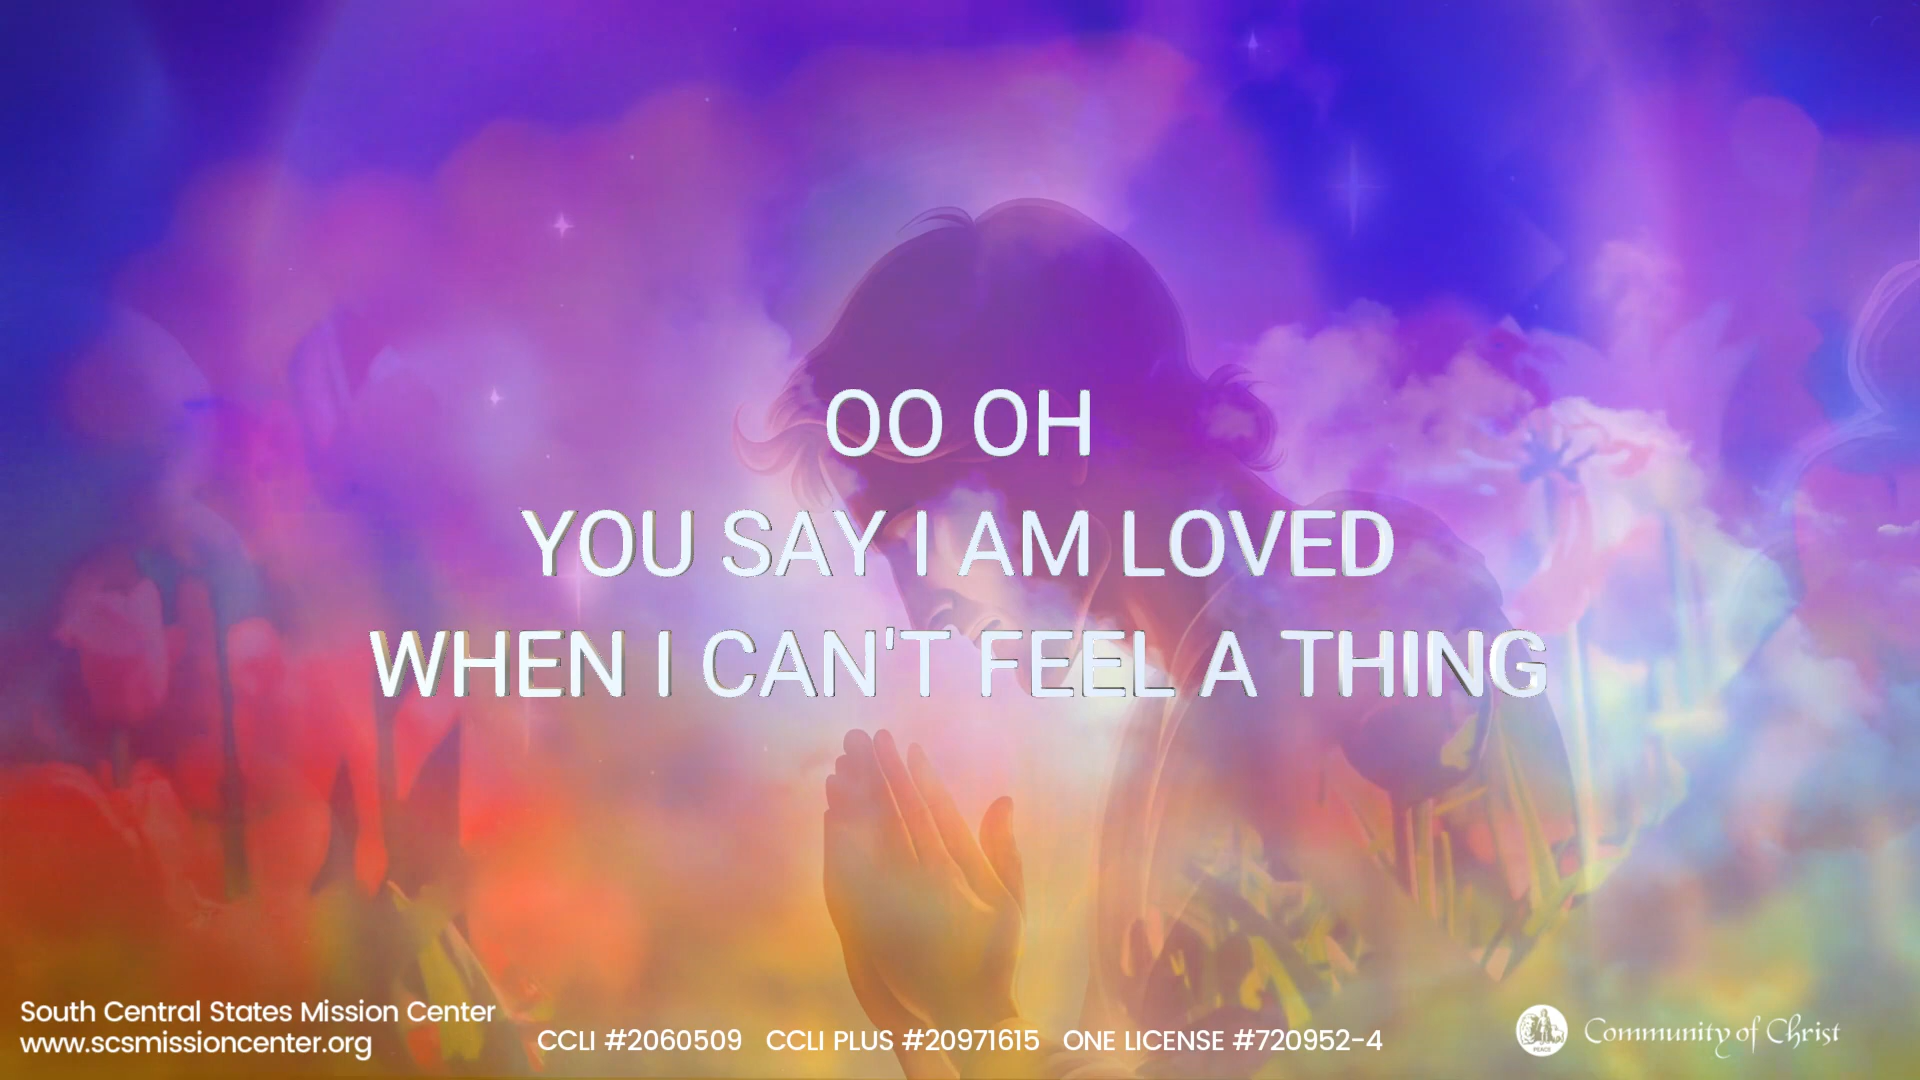 OO OH
YOU SAY I AM LOVED
WHEN I CAN'T FEEL A THING
South Central States Mission Center
www.scsmissioncenter.org
CCLI #2060509 CCLI PLUS #20971615 ONE LICENSE #720952-4
PEACE
Community of Christ